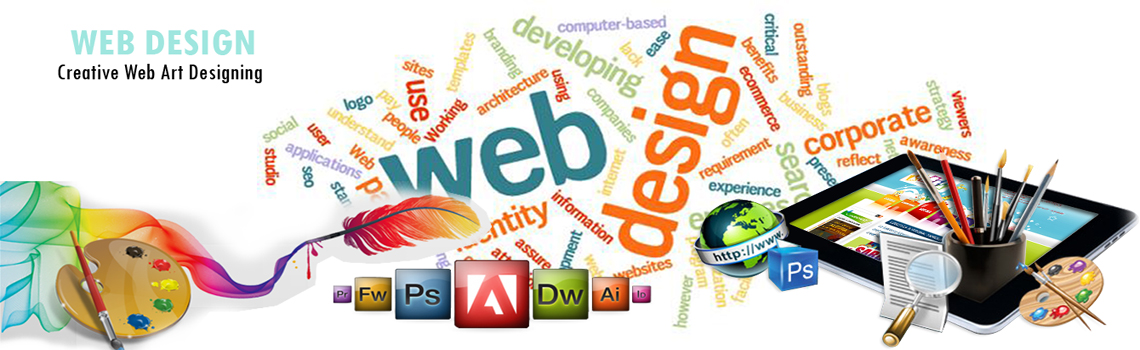 WEB DESIGN
Creative Web Art Designing
web
design
developing
computer-based
lack
ease
critical
benefits
outstanding
blogs
ecommerce
business
often
requirement
branding
templates
sites
use
Working
architecture
using
companies
internet
logo
pay
people
understand
user
social
studio
applications
seo
Web
corporate
strategy
viewers
awareness
reflect
experience
information
identity
assure
websites
however
http://www.
Ps
Pr
Fw
Ps
Dw
Ai